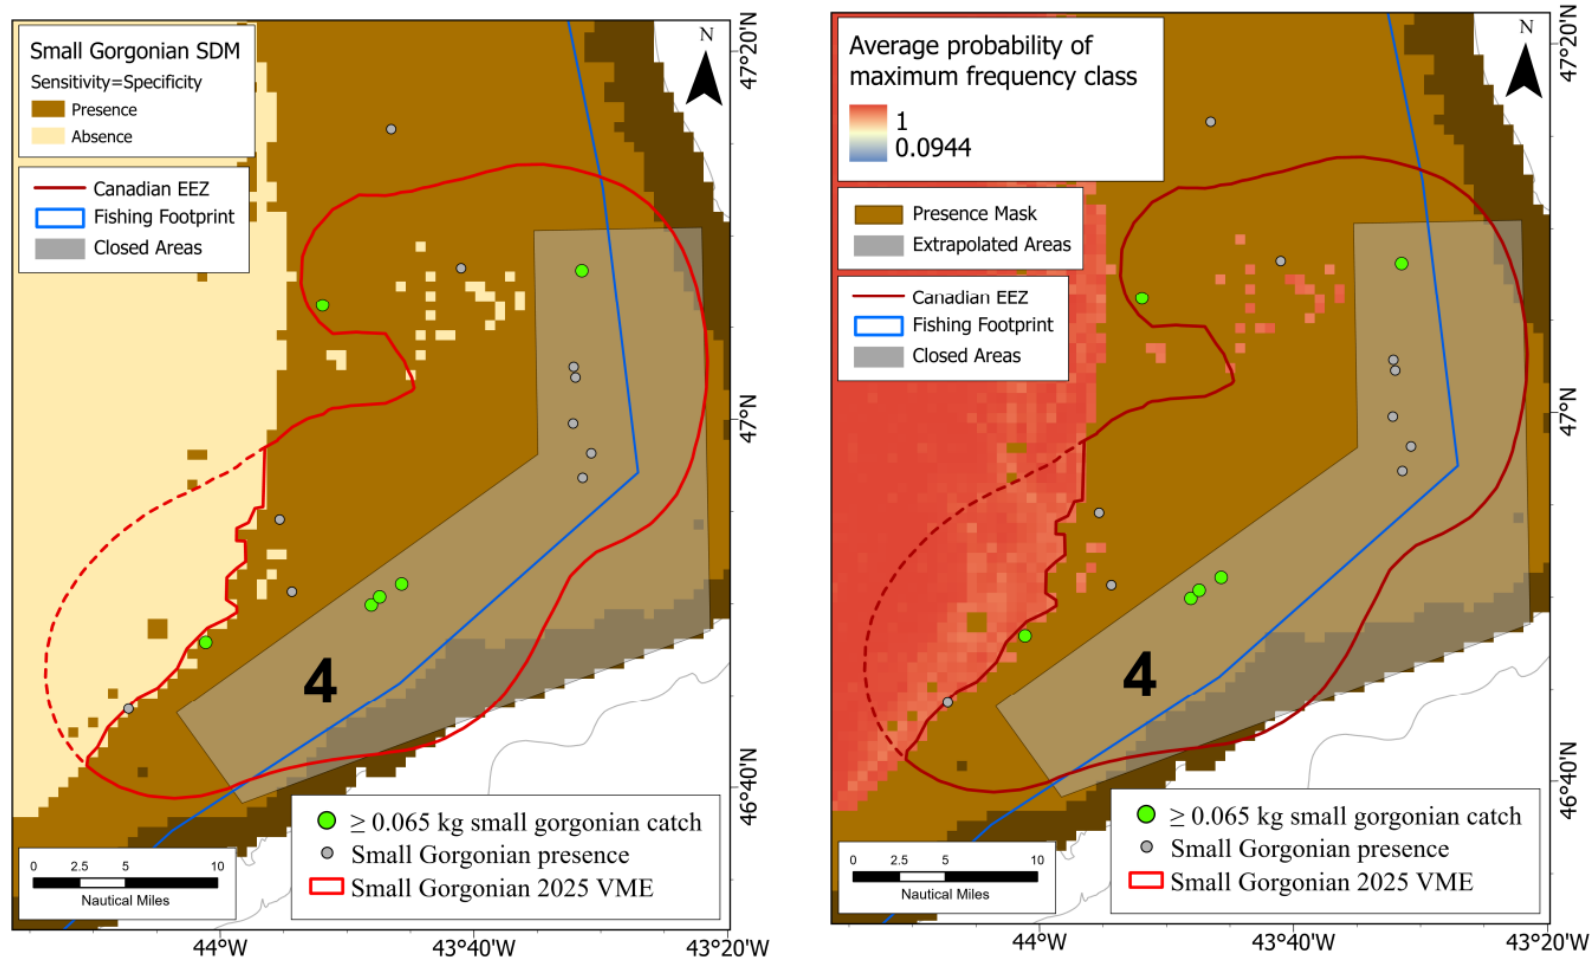 Small Gorgonian SDM
Sensitivity=Specificity
Presence
Absence
Canadian EEZ
Fishing Footprint
Closed Areas
N
47°20'N
47°N
46°40'N
4
≥ 0.065 kg small gorgonian catch
Small Gorgonian presence
Small Gorgonian 2025 VME
0 2.5 5 10
Nautical Miles
44°W 43°40'W 43°20'W
Average probability of
maximum frequency class
1
0.0944
Presence Mask
Extrapolated Areas
Canadian EEZ
Fishing Footprint
Closed Areas
N
47°20'N
47°N
46°40'N
4
≥ 0.065 kg small gorgonian catch
Small Gorgonian presence
Small Gorgonian 2025 VME
0 2.5 5 10
Nautical Miles
44°W 43°40'W 43°20'W